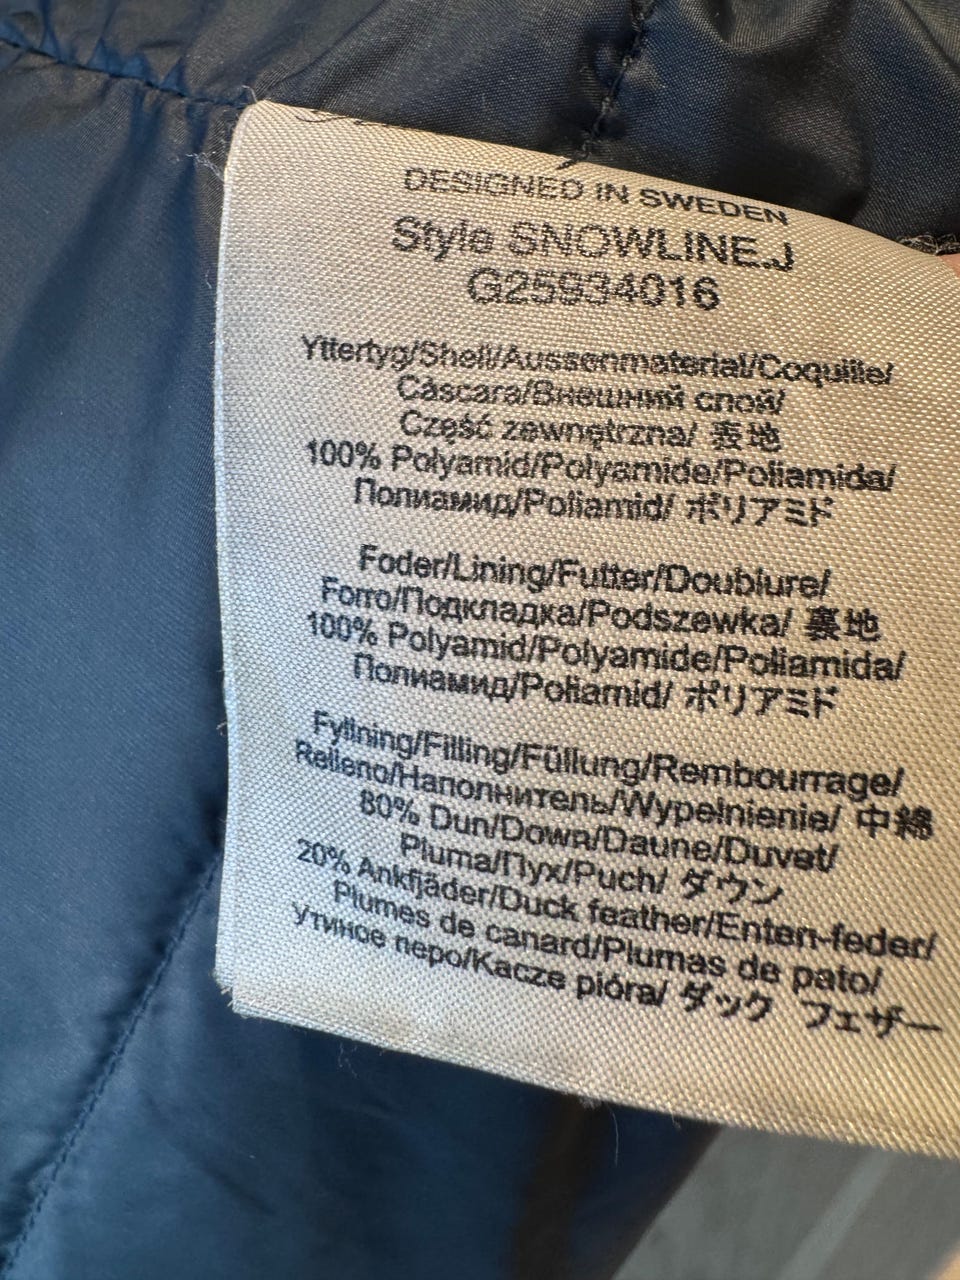 DESIGNED IN SWEDEN
Style SNOWLINE.J
G25934016
Yttertyg/Shell/Aussenmaterial/Coquille/
Càscara/Внешний слой/
Część zewnętrzna/ 表地
100% Polyamid/Polyamide/Poliamida/
Полиамид/Poliamid/ ポリアミド
Foder/Lining/Futter/Doublure/
Forro/Подкладка/Podszewka/ 裏地
100% Polyamid/Polyamide/Poliamida/
Полиамид/Poliamid/ ポリアミド
Fyllning/Filling/Füllung/Rembourrage/
Relleno/Наполнитель/Wypełnienie/ 中綿
80% Dun/Down/Daune/Duvet/
Pluma/Пух/Puch/ ダウン
20% Ankfjäder/Duck feather/Enten-feder/
Plumes de canard/Plumas de pato/
Утиное перо/Kacze pióra/ ダック フェザー